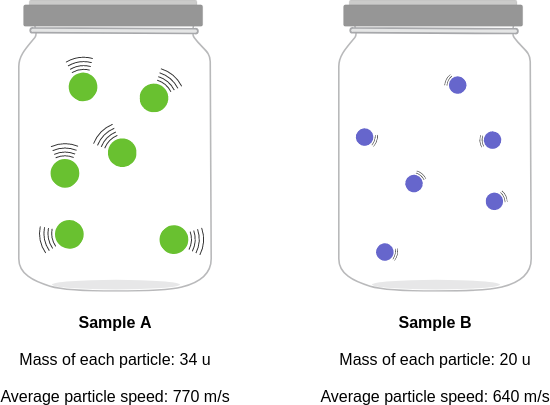 Sample A
Mass of each particle: 34 u
Average particle speed: 770 m/s
Sample B
Mass of each particle: 20 u
Average particle speed: 640 m/s